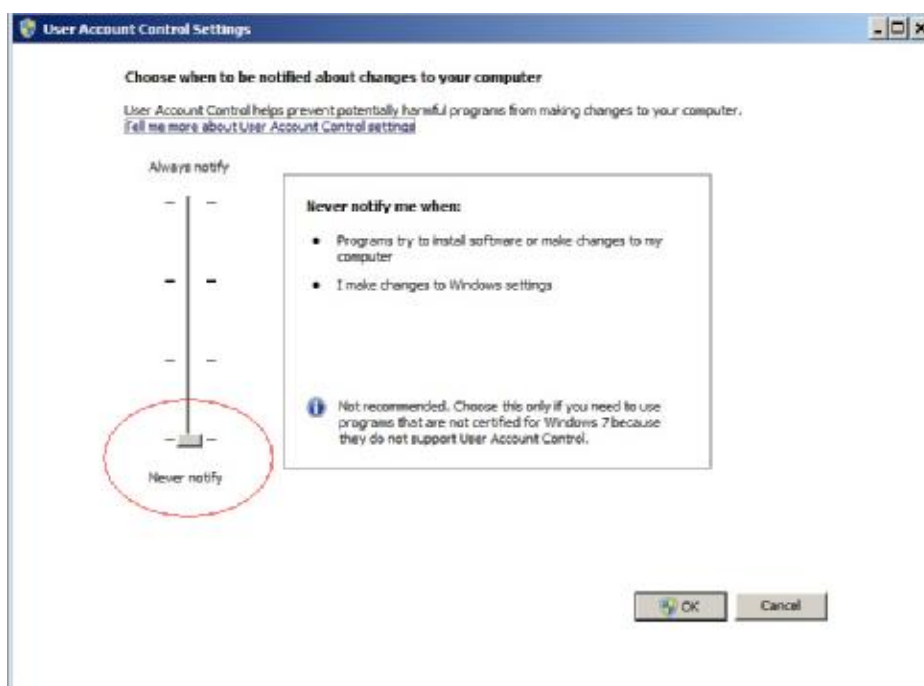 User Account Control Settings
Choose when to be notified about changes to your computer
User Account Control helps prevent potentially harmful programs from making changes to your computer.
Tell me more about User Account Control settings
Always notify
Never notify me when:
Programs try to install software or make changes to my
computer
I make changes to Windows settings
Not recommended. Choose this only if you need to use
programs that are not certified for Windows 7 because
they do not support User Account Control.
Never notify
OK
Cancel